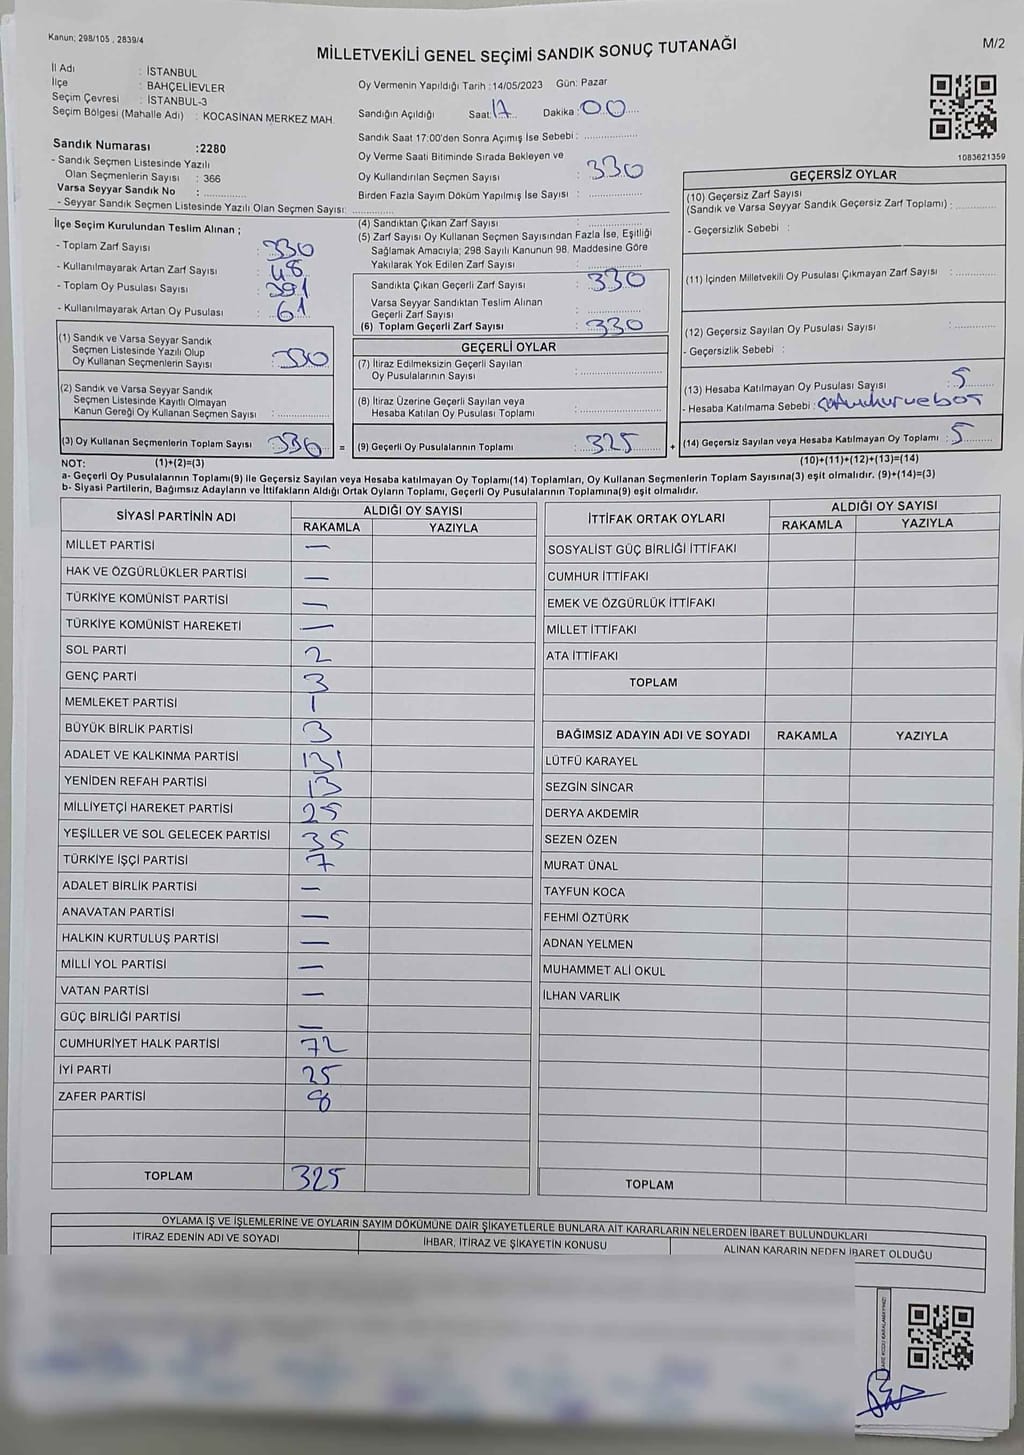 Kanun; 298/105 , 2839/4
MİLLETVEKİLİ GENEL SEÇİMİ SANDIK SONUÇ TUTANAĞI
M/2
İl Adı : İSTANBUL
İlçe : BAHÇELİEVLER
Seçim Çevresi : İSTANBUL-3
Seçim Bölgesi (Mahalle Adı) : KOCASİNAN MERKEZ MAH.
Sandık Numarası :2280
- Sandık Seçmen Listesinde Yazılı
Olan Seçmenlerin Sayısı : 366
Varsa Seyyar Sandık No : ............
- Seyyar Sandık Seçmen Listesinde Yazılı Olan Seçmen Sayısı: ............
Oy Vermenin Yapıldığı Tarih :14/05/2023 Gün: Pazar
Sandığın Açıldığı Saat: 17 Dakika : 00
Sandık Saat 17:00'den Sonra Açımış İse Sebebi : ............
Oy Verme Saati Bitiminde Sırada Bekleyen ve
Oy Kullandırılan Seçmen Sayısı : 330
Birden Fazla Sayım Döküm Yapılmış İse Sayısı : ............
1083621359
İlçe Seçim Kurulundan Teslim Alınan ;
- Toplam Zarf Sayısı : 330
- Kullanılmayarak Artan Zarf Sayısı : 48
- Toplam Oy Pusulası Sayısı : 391
- Kullanılmayarak Artan Oy Pusulası : 61
(1) Sandık ve Varsa Seyyar Sandık
Seçmen Listesinde Yazılı Olup
Oy Kullanan Seçmenlerin Sayısı : 330
(2) Sandık ve Varsa Seyyar Sandık
Seçmen Listesinde Kayıtlı Olmayan
Kanun Gereği Oy Kullanan Seçmen Sayısı : ............
(3) Oy Kullanan Seçmenlerin Toplam Sayısı : 330 =
(4) Sandıktan Çıkan Zarf Sayısı : ............
(5) Zarf Sayısı Oy Kullanan Seçmen Sayısından Fazla İse, Eşitliği
Sağlamak Amacıyla; 298 Sayılı Kanunun 98. Maddesine Göre
Yakılarak Yok Edilen Zarf Sayısı : ............
Sandıkta Çıkan Geçerli Zarf Sayısı : 330
Varsa Seyyar Sandıktan Teslim Alınan
Geçerli Zarf Sayısı : ............
(6) Toplam Geçerli Zarf Sayısı : 330
GEÇERLİ OYLAR
(7) İtiraz Edilmeksizin Geçerli Sayılan
Oy Pusulalarının Sayısı : ............
(8) İtiraz Üzerine Geçerli Sayılan veya
Hesaba Katılan Oy Pusulası Toplamı : ............
(9) Geçerli Oy Pusulalarının Toplamı : 325 +
GEÇERSİZ OYLAR
(10) Geçersiz Zarf Sayısı
(Sandık ve Varsa Seyyar Sandık Geçersiz Zarf Toplamı) : ............
- Geçersizlik Sebebi :
(11) İçinden Milletvekili Oy Pusulası Çıkmayan Zarf Sayısı : ............
(12) Geçersiz Sayılan Oy Pusulası Sayısı : ............
- Geçersizlik Sebebi :
(13) Hesaba Katılmayan Oy Pusulası Sayısı : 5
- Hesaba Katılmama Sebebi :
(14) Geçersiz Sayılan veya Hesaba Katılmayan Oy Toplamı : 5
NOT: (1)+(2)=(3) (10)+(11)+(12)+(13)=(14)
a- Geçerli Oy Pusulalarının Toplamı(9) ile Geçersiz Sayılan veya Hesaba katılmayan Oy Toplamı(14) Toplamları, Oy Kullanan Seçmenlerin Toplam Sayısına(3) eşit olmalıdır. (9)+(14)=(3)
b- Siyasi Partilerin, Bağımsız Adayların ve İttifakların Aldığı Ortak Oyların Toplamı, Geçerli Oy Pusulalarının Toplamına(9) eşit olmalıdır.
SİYASİ PARTİNİN ADI ALDIĞI OY SAYISI
RAKAMLA YAZIYLA
MİLLET PARTİSİ —
HAK VE ÖZGÜRLÜKLER PARTİSİ —
TÜRKİYE KOMÜNİST PARTİSİ —
TÜRKİYE KOMÜNİST HAREKETİ —
SOL PARTİ 2
GENÇ PARTİ 3
MEMLEKET PARTİSİ 1
BÜYÜK BİRLİK PARTİSİ 3
ADALET VE KALKINMA PARTİSİ 131
YENİDEN REFAH PARTİSİ 13
MİLLİYETÇİ HAREKET PARTİSİ 25
YEŞİLLER VE SOL GELECEK PARTİSİ 35
TÜRKİYE İŞÇİ PARTİSİ 7
ADALET BİRLİK PARTİSİ —
ANAVATAN PARTİSİ —
HALKIN KURTULUŞ PARTİSİ —
MİLLİ YOL PARTİSİ —
VATAN PARTİSİ —
GÜÇ BİRLİĞİ PARTİSİ —
CUMHURİYET HALK PARTİSİ 72
İYİ PARTİ 25
ZAFER PARTİSİ 8
TOPLAM 325
İTTİFAK ORTAK OYLARI ALDIĞI OY SAYISI
RAKAMLA YAZIYLA
SOSYALİST GÜÇ BİRLİĞİ İTTİFAKI
CUMHUR İTTİFAKI
EMEK VE ÖZGÜRLÜK İTTİFAKI
MİLLET İTTİFAKI
ATA İTTİFAKI
TOPLAM
BAĞIMSIZ ADAYIN ADI VE SOYADI RAKAMLA YAZIYLA
LÜTFÜ KARAYEL
SEZGİN SİNCAR
DERYA AKDEMİR
SEZEN ÖZEN
MURAT ÜNAL
TAYFUN KOCA
FEHMİ ÖZTÜRK
ADNAN YELMEN
MUHAMMET ALİ OKUL
İLHAN VARLIK
TOPLAM
OYLAMA İŞ VE İŞLEMLERİNE VE OYLARIN SAYIM DÖKÜMÜNE DAİR ŞİKAYETLERLE BUNLARA AİT KARARLARIN NELERDEN İBARET BULUNDUKLARI
İTİRAZ EDENİN ADI VE SOYADI İHBAR, İTİRAZ VE ŞİKAYETİN KONUSU ALINAN KARARIN NEDEN İBARET OLDUĞU